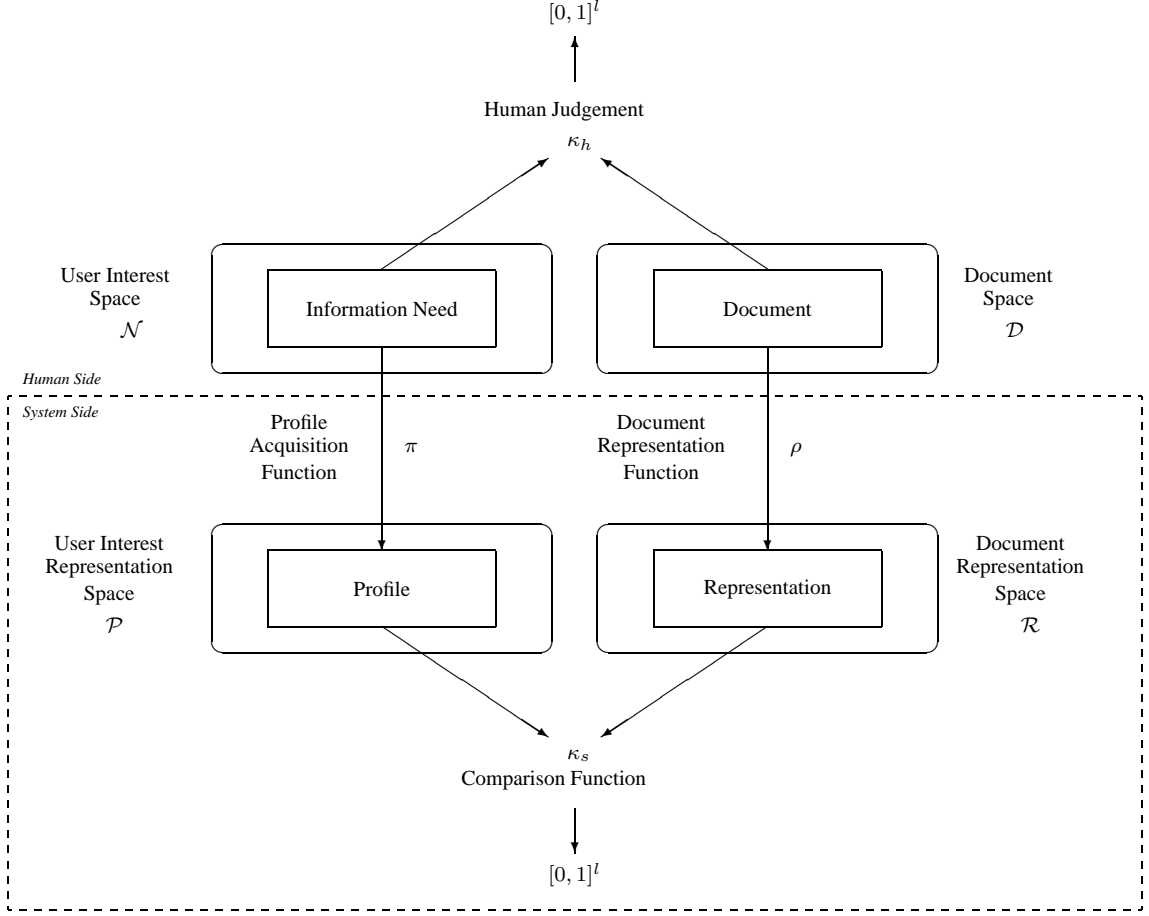 [0, 1]^l
Human Judgement
κ_h
User Interest
Space
𝒩
Information Need
Document
Document
Space
𝒟
Human Side
System Side
Profile
Acquisition
Function
π
Document
Representation
Function
ρ
User Interest
Representation
Space
𝒫
Profile
Representation
Document
Representation
Space
ℛ
κ_s
Comparison Function
[0, 1]^l